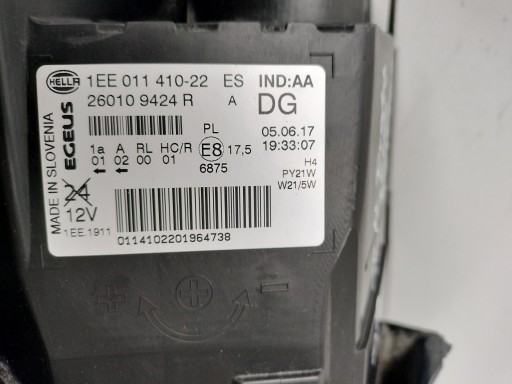 HELLA 1EE 011 410-22 ES IND:AA
26010 9424 R A DG
MADE IN SLOVENIA
EGEUS
PL 05.06.17
1a A RL HC/R E8 17,5 19:33:07
01 02 00 01 6875 H4
PY21W
W21/5W
24
12V
1EE.1911
0114102201964738